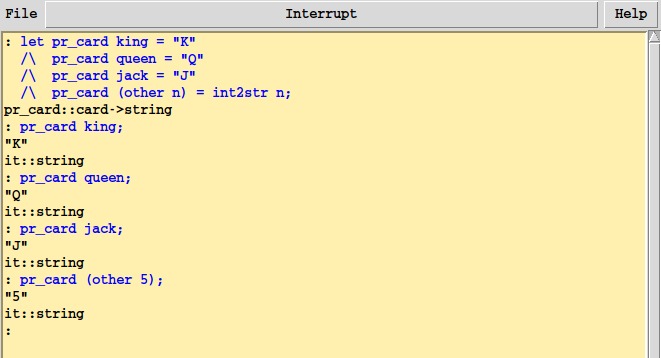 File Interrupt Help
: let pr_card king = "K"
/\ pr_card queen = "Q"
/\ pr_card jack = "J"
/\ pr_card (other n) = int2str n;
pr_card::card->string
: pr_card king;
"K"
it::string
: pr_card queen;
"Q"
it::string
: pr_card jack;
"J"
it::string
: pr_card (other 5);
"5"
it::string
: